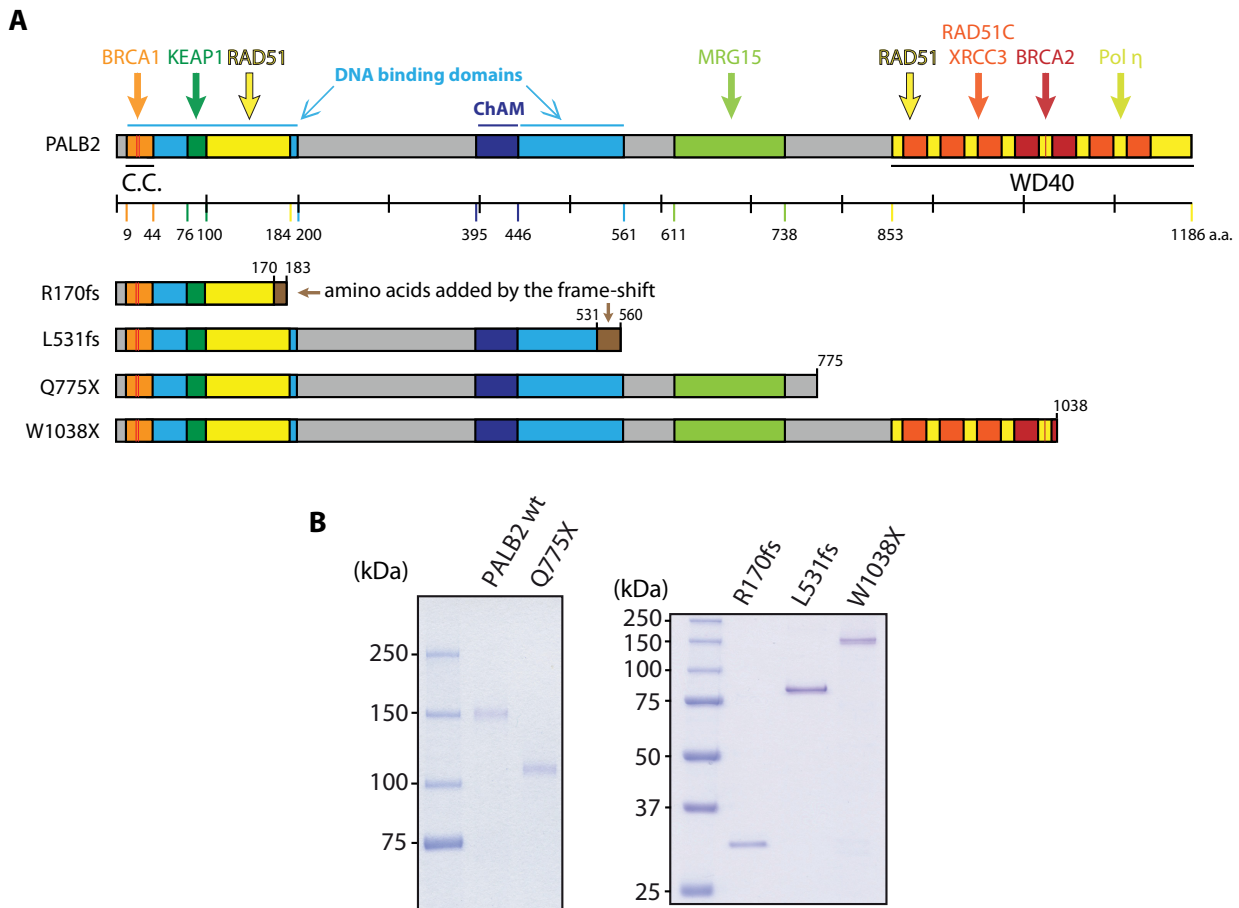 A
RAD51C
BRCA1 KEAP1 RAD51 MRG15 RAD51 XRCC3 BRCA2 Pol η
DNA binding domains
ChAM
PALB2
C.C. WD40
9 44 76 100 184 200 395 446 561 611 738 853 1186 a.a.
170 183
R170fs amino acids added by the frame-shift
531 560
L531fs
775
Q775X
1038
W1038X
B
(kDa) PALB2 wt Q775X
250
150
100
75
(kDa) R170fs L531fs W1038X
250
150
100
75
50
37
25